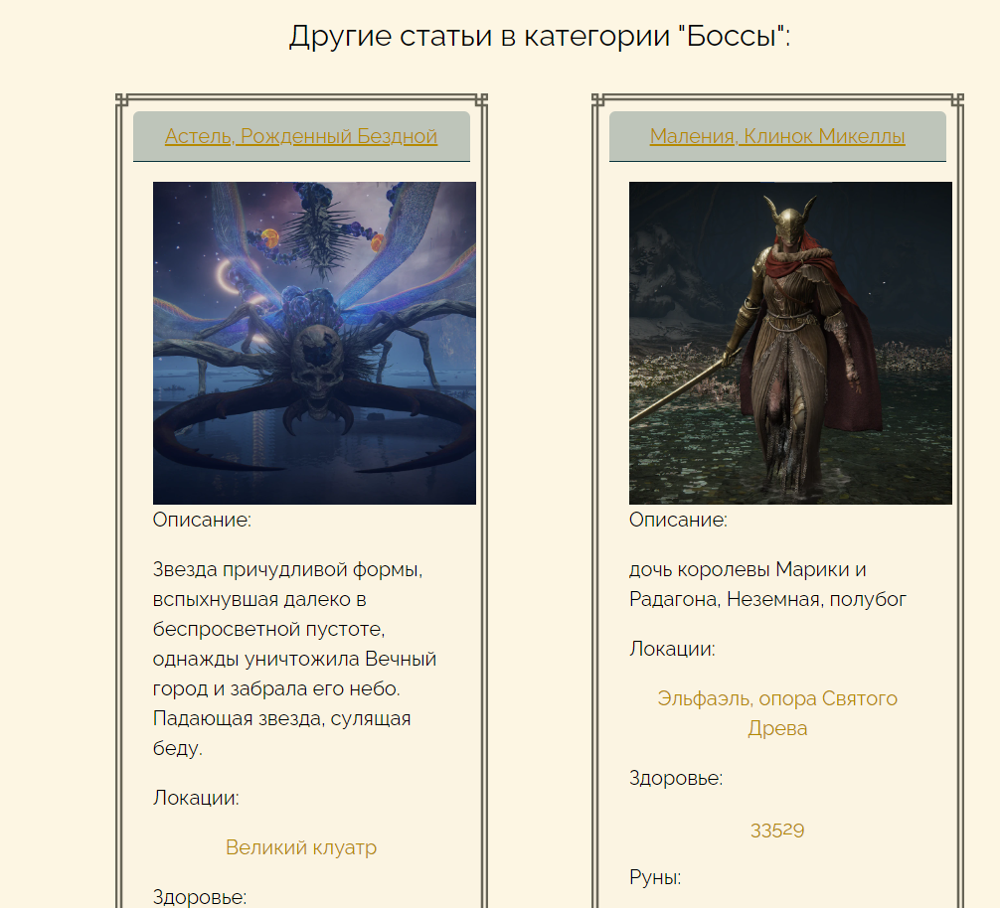 Другие статьи в категории "Боссы":
Астель, Рожденный Бездной
Описание:
Звезда причудливой формы,
вспыхнувшая далеко в
беспросветной пустоте,
однажды уничтожила Вечный
город и забрала его небо.
Падающая звезда, сулящая
беду.
Локации:
Великий клуатр
Здоровье:
Маления, Клинок Микеллы
Описание:
дочь королевы Марики и
Радагона, Неземная, полубог
Локации:
Эльфаэль, опора Святого
Древа
Здоровье:
33529
Руны: